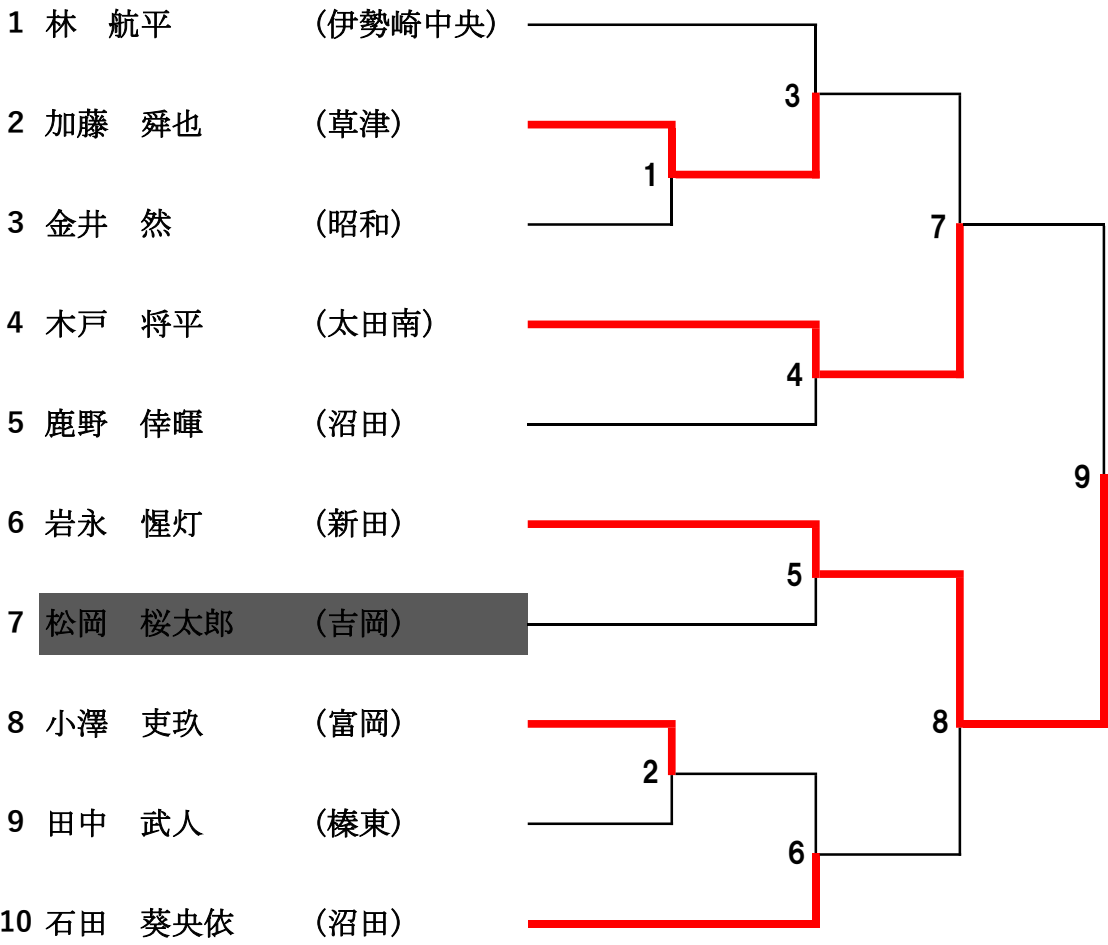 1 林　航平 (伊勢崎中央)
3
2 加藤　舜也 (草津)
1
3 金井　然 (昭和)
7
4 木戸　将平 (太田南)
4
5 鹿野　倖暉 (沼田)
9
6 岩永　惺灯 (新田)
5
7 松岡　桜太郎 (吉岡)
8 小澤　吏玖 (富岡)
8
2
9 田中　武人 (榛東)
6
10 石田　葵央依 (沼田)